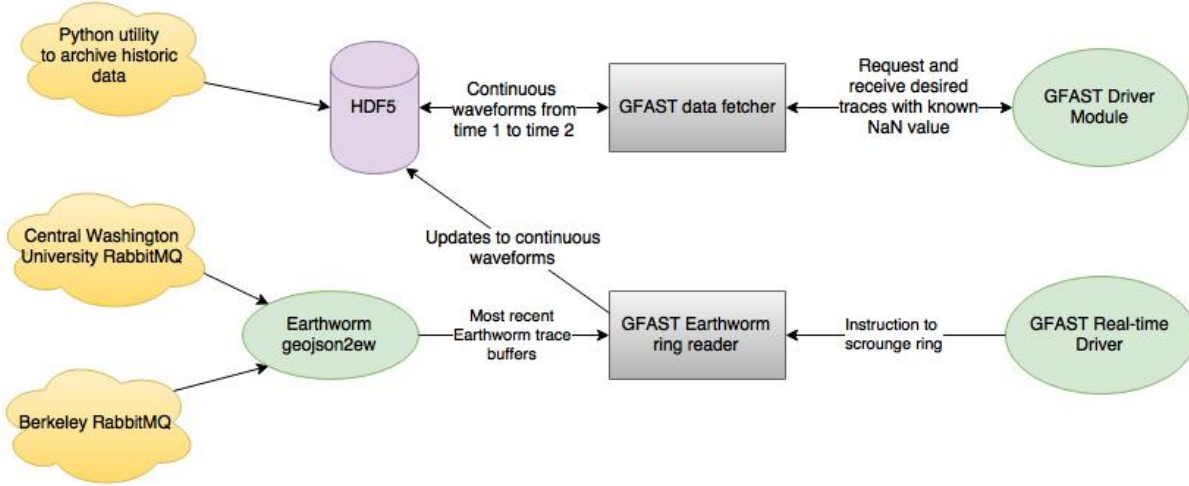 Python utility
to archive historic
data
HDF5
Continuous
waveforms from
time 1 to time 2
GFAST data fetcher
Request and
receive desired
traces with known
NaN value
GFAST Driver
Module
Central Washington
University RabbitMQ
Updates to continuous
waveforms
Earthworm
geojson2ew
Most recent
Earthworm trace
buffers
GFAST Earthworm
ring reader
Instruction to
scrounge ring
GFAST Real-time
Driver
Berkeley RabbitMQ